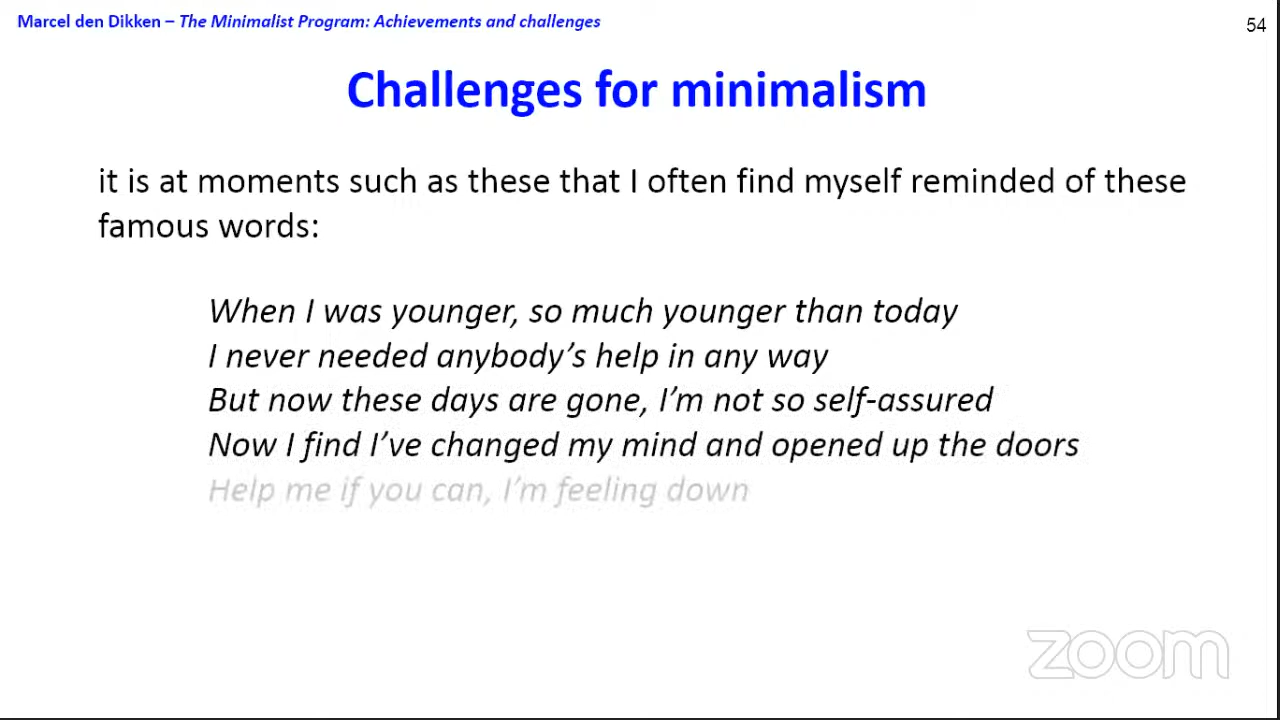 Marcel den Dikken – The Minimalist Program: Achievements and challenges
54
Challenges for minimalism
it is at moments such as these that I often find myself reminded of these
famous words:
When I was younger, so much younger than today
I never needed anybody’s help in any way
But now these days are gone, I’m not so self-assured
Now I find I’ve changed my mind and opened up the doors
Help me if you can, I’m feeling down
zoom